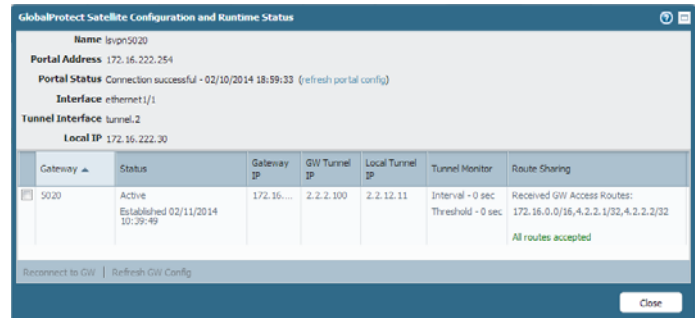 GlobalProtect Satellite Configuration and Runtime Status
Name lsvpn5020
Portal Address 172.16.222.254
Portal Status Connection successful - 02/10/2014 18:59:33 (refresh portal config)
Interface ethernet1/1
Tunnel Interface tunnel.2
Local IP 172.16.222.30
Gateway Status Gateway IP GW Tunnel IP Local Tunnel IP Tunnel Monitor Route Sharing
5020 Active 172.16.... 2.2.2.100 2.2.12.11 Interval - 0 sec Received GW Access Routes:
Established 02/11/2014 10:39:49 Threshold - 0 sec 172.16.0.0/16,4.2.2.1/32,4.2.2.2/32
All routes accepted
Reconnect to GW | Refresh GW Config
Close